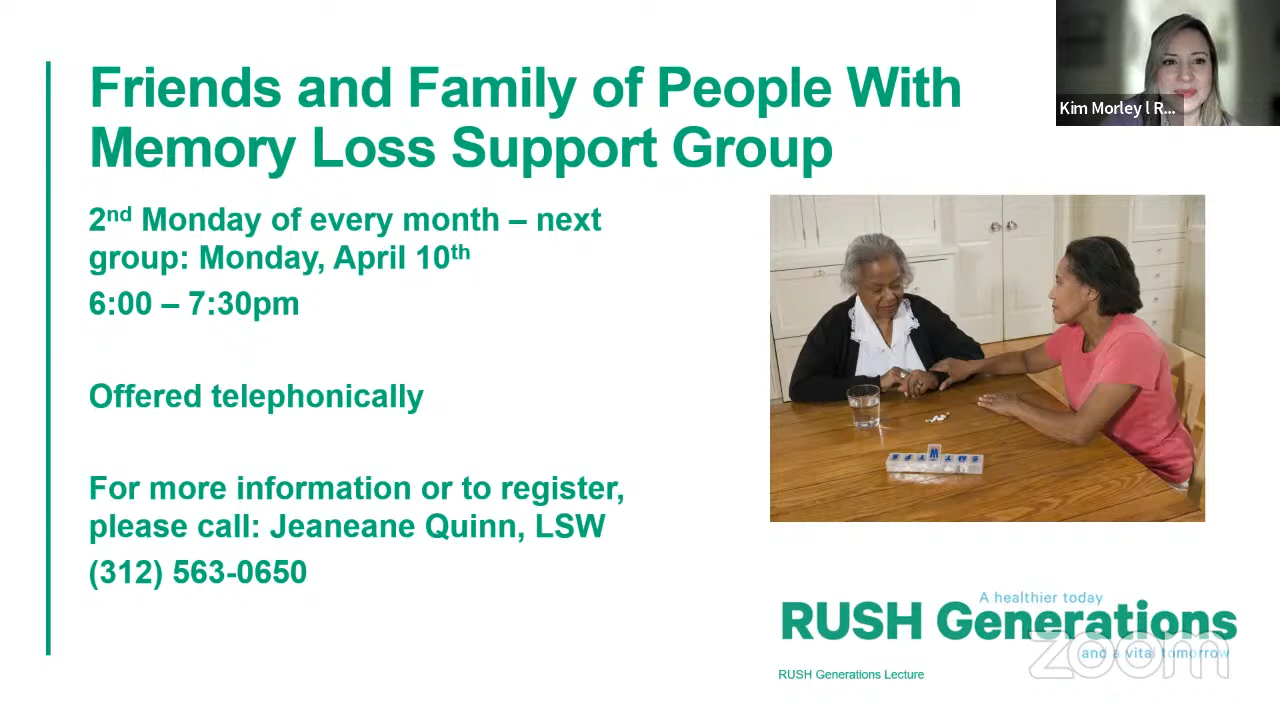 Friends and Family of People With
Memory Loss Support Group
Kim Morley l R...
2nd Monday of every month – next
group: Monday, April 10th
6:00 – 7:30pm
Offered telephonically
For more information or to register,
please call: Jeaneane Quinn, LSW
(312) 563-0650
W
A healthier today
RUSH Generations
and a vital tomorrow
zoom
RUSH Generations Lecture